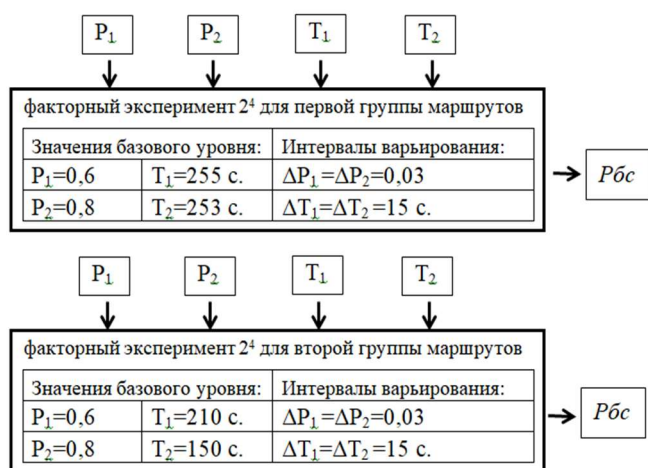 P₁ P₂ T₁ T₂
факторный эксперимент 2⁴ для первой группы маршрутов
Значения базового уровня: Интервалы варьирования:
P₁=0,6 T₁=255 с. ΔP₁=ΔP₂=0,03
P₂=0,8 T₂=253 с. ΔT₁=ΔT₂ =15 с.
Pбс
P₁ P₂ T₁ T₂
факторный эксперимент 2⁴ для второй группы маршрутов
Значения базового уровня: Интервалы варьирования:
P₁=0,6 T₁=210 с. ΔP₁=ΔP₂=0,03
P₂=0,8 T₂=150 с. ΔT₁=ΔT₂ =15 с.
Pбс